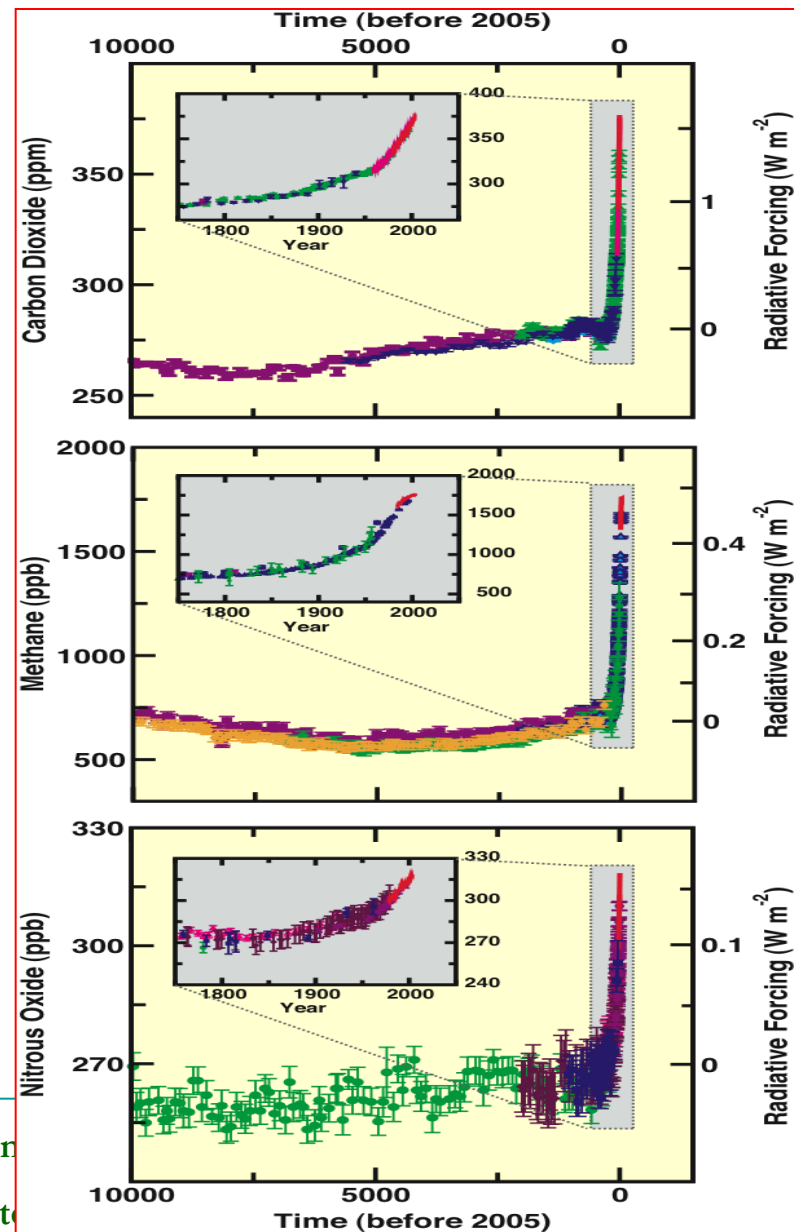 Time (before 2005)
10000 5000 0
Carbon Dioxide (ppm)
350
300
250
400
350
300
1800 1900 2000
Year
1
0
Radiative Forcing (W m-2)
Methane (ppb)
2000
1500
1000
500
2000
1500
1000
500
1800 1900 2000
Year
0.4
0.2
0
Radiative Forcing (W m-2)
Nitrous Oxide (ppb)
330
300
270
330
300
270
240
1800 1900 2000
Year
0.1
0
Radiative Forcing (W m-2)
10000 5000 0
Time (before 2005)